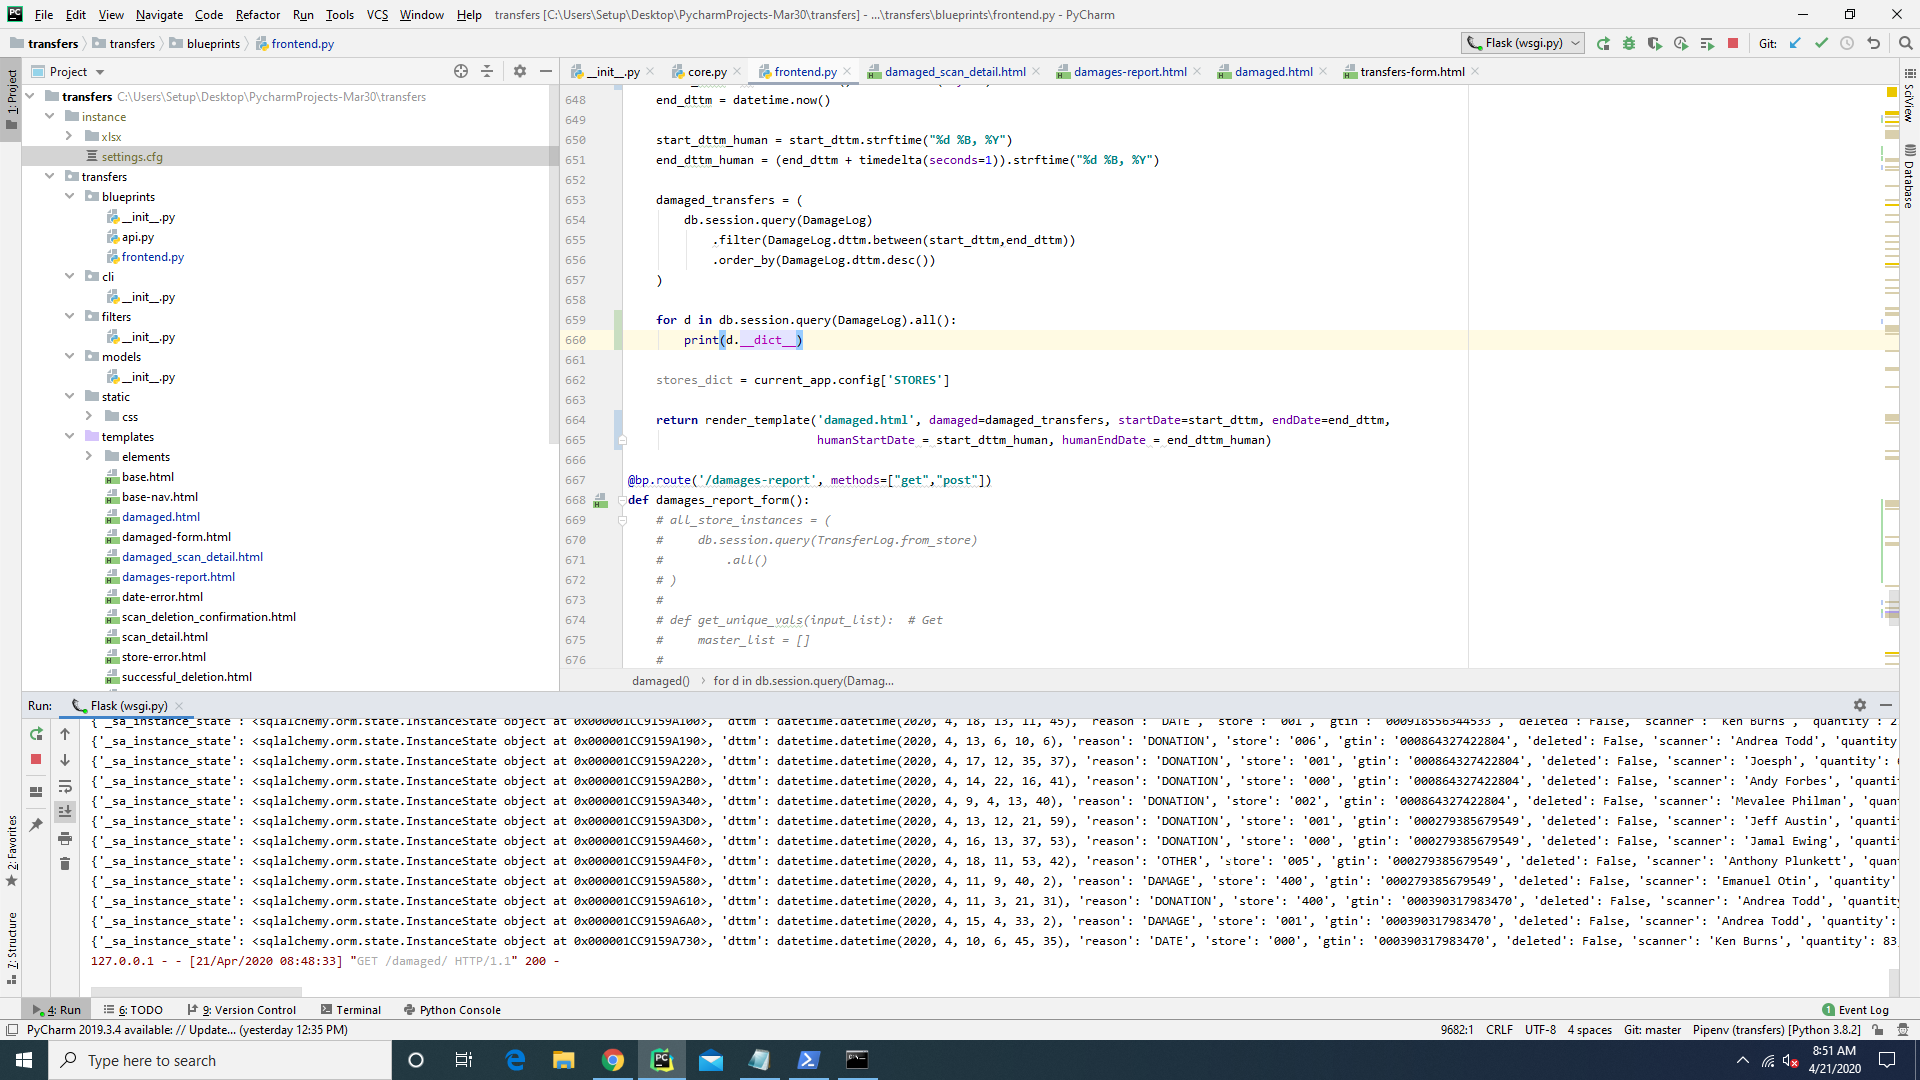 File Edit View Navigate Code Refactor Run Tools VCS Window Help transfers [C:\Users\Setup\Desktop\PycharmProjects-Mar30\transfers] - ...\transfers\blueprints\frontend.py - PyCharm
transfers transfers blueprints frontend.py Flask (wsgi.py) Git:
Project
__init__.py core.py frontend.py damaged_scan_detail.html damages-report.html damaged.html transfers-form.html
1: Project
2: Favorites
7: Structure
SciView
Database
transfers C:\Users\Setup\Desktop\PycharmProjects-Mar30\transfers
instance
xlsx
settings.cfg
transfers
blueprints
__init__.py
api.py
frontend.py
cli
__init__.py
filters
__init__.py
models
__init__.py
static
css
templates
elements
base.html
base-nav.html
damaged.html
damaged-form.html
damaged_scan_detail.html
damages-report.html
date-error.html
scan_deletion_confirmation.html
scan_detail.html
store-error.html
successful_deletion.html
648 end_dttm = datetime.now()
649
650 start_dttm_human = start_dttm.strftime("%d %B, %Y")
651 end_dttm_human = (end_dttm + timedelta(seconds=1)).strftime("%d %B, %Y")
652
653 damaged_transfers = (
654 db.session.query(DamageLog)
655 .filter(DamageLog.dttm.between(start_dttm,end_dttm))
656 .order_by(DamageLog.dttm.desc())
657 )
658
659 for d in db.session.query(DamageLog).all():
660 print(d.__dict__)
661
662 stores_dict = current_app.config['STORES']
663
664 return render_template('damaged.html', damaged=damaged_transfers, startDate=start_dttm, endDate=end_dttm,
665 humanStartDate = start_dttm_human, humanEndDate = end_dttm_human)
666
667 @bp.route('/damages-report', methods=["get","post"])
668 def damages_report_form():
669 # all_store_instances = (
670 # db.session.query(TransferLog.from_store)
671 # .all()
672 # )
673 #
674 # def get_unique_vals(input_list): # Get
675 # master_list = []
676 #
damaged() for d in db.session.query(Damag...
Run: Flask (wsgi.py)
{'_sa_instance_state': <sqlalchemy.orm.state.InstanceState object at 0x000001CC9159A100>, 'dttm': datetime.datetime(2020, 4, 18, 13, 11, 45), 'reason': 'DATE', 'store': '001', 'gtin': '000918556344533', 'deleted': False, 'scanner': 'Ken Burns', 'quantity': 2
{'_sa_instance_state': <sqlalchemy.orm.state.InstanceState object at 0x000001CC9159A190>, 'dttm': datetime.datetime(2020, 4, 13, 6, 10, 6), 'reason': 'DONATION', 'store': '006', 'gtin': '000864327422804', 'deleted': False, 'scanner': 'Andrea Todd', 'quantity
{'_sa_instance_state': <sqlalchemy.orm.state.InstanceState object at 0x000001CC9159A220>, 'dttm': datetime.datetime(2020, 4, 17, 12, 35, 37), 'reason': 'DONATION', 'store': '001', 'gtin': '000864327422804', 'deleted': False, 'scanner': 'Joesph', 'quantity':
{'_sa_instance_state': <sqlalchemy.orm.state.InstanceState object at 0x000001CC9159A2B0>, 'dttm': datetime.datetime(2020, 4, 14, 22, 16, 41), 'reason': 'DONATION', 'store': '000', 'gtin': '000864327422804', 'deleted': False, 'scanner': 'Andy Forbes', 'quanti
{'_sa_instance_state': <sqlalchemy.orm.state.InstanceState object at 0x000001CC9159A340>, 'dttm': datetime.datetime(2020, 4, 9, 4, 13, 40), 'reason': 'DONATION', 'store': '002', 'gtin': '000864327422804', 'deleted': False, 'scanner': 'Mevalee Philman', 'quan
{'_sa_instance_state': <sqlalchemy.orm.state.InstanceState object at 0x000001CC9159A3D0>, 'dttm': datetime.datetime(2020, 4, 13, 12, 21, 59), 'reason': 'DONATION', 'store': '001', 'gtin': '000279385679549', 'deleted': False, 'scanner': 'Jeff Austin', 'quanti
{'_sa_instance_state': <sqlalchemy.orm.state.InstanceState object at 0x000001CC9159A460>, 'dttm': datetime.datetime(2020, 4, 16, 13, 37, 53), 'reason': 'DONATION', 'store': '000', 'gtin': '000279385679549', 'deleted': False, 'scanner': 'Jamal Ewing', 'quanti
{'_sa_instance_state': <sqlalchemy.orm.state.InstanceState object at 0x000001CC9159A4F0>, 'dttm': datetime.datetime(2020, 4, 18, 11, 53, 42), 'reason': 'OTHER', 'store': '005', 'gtin': '000279385679549', 'deleted': False, 'scanner': 'Anthony Plunkett', 'quan
{'_sa_instance_state': <sqlalchemy.orm.state.InstanceState object at 0x000001CC9159A580>, 'dttm': datetime.datetime(2020, 4, 11, 9, 40, 2), 'reason': 'DAMAGE', 'store': '400', 'gtin': '000279385679549', 'deleted': False, 'scanner': 'Emanuel Otin', 'quantity'
{'_sa_instance_state': <sqlalchemy.orm.state.InstanceState object at 0x000001CC9159A610>, 'dttm': datetime.datetime(2020, 4, 11, 3, 21, 31), 'reason': 'DONATION', 'store': '400', 'gtin': '000390317983470', 'deleted': False, 'scanner': 'Andrea Todd', 'quantit
{'_sa_instance_state': <sqlalchemy.orm.state.InstanceState object at 0x000001CC9159A6A0>, 'dttm': datetime.datetime(2020, 4, 15, 4, 33, 2), 'reason': 'DAMAGE', 'store': '001', 'gtin': '000390317983470', 'deleted': False, 'scanner': 'Andrea Todd', 'quantity':
{'_sa_instance_state': <sqlalchemy.orm.state.InstanceState object at 0x000001CC9159A730>, 'dttm': datetime.datetime(2020, 4, 10, 6, 45, 35), 'reason': 'DATE', 'store': '000', 'gtin': '000390317983470', 'deleted': False, 'scanner': 'Ken Burns', 'quantity': 83
127.0.0.1 - - [21/Apr/2020 08:48:33] "GET /damaged/ HTTP/1.1" 200 -
4: Run 6: TODO 9: Version Control Terminal Python Console 1 Event Log
PyCharm 2019.3.4 available: // Update... (yesterday 12:35 PM) 9682:1 CRLF UTF-8 4 spaces Git: master Pipenv (transfers) [Python 3.8.2]
Type here to search 8:51 AM
4/21/2020